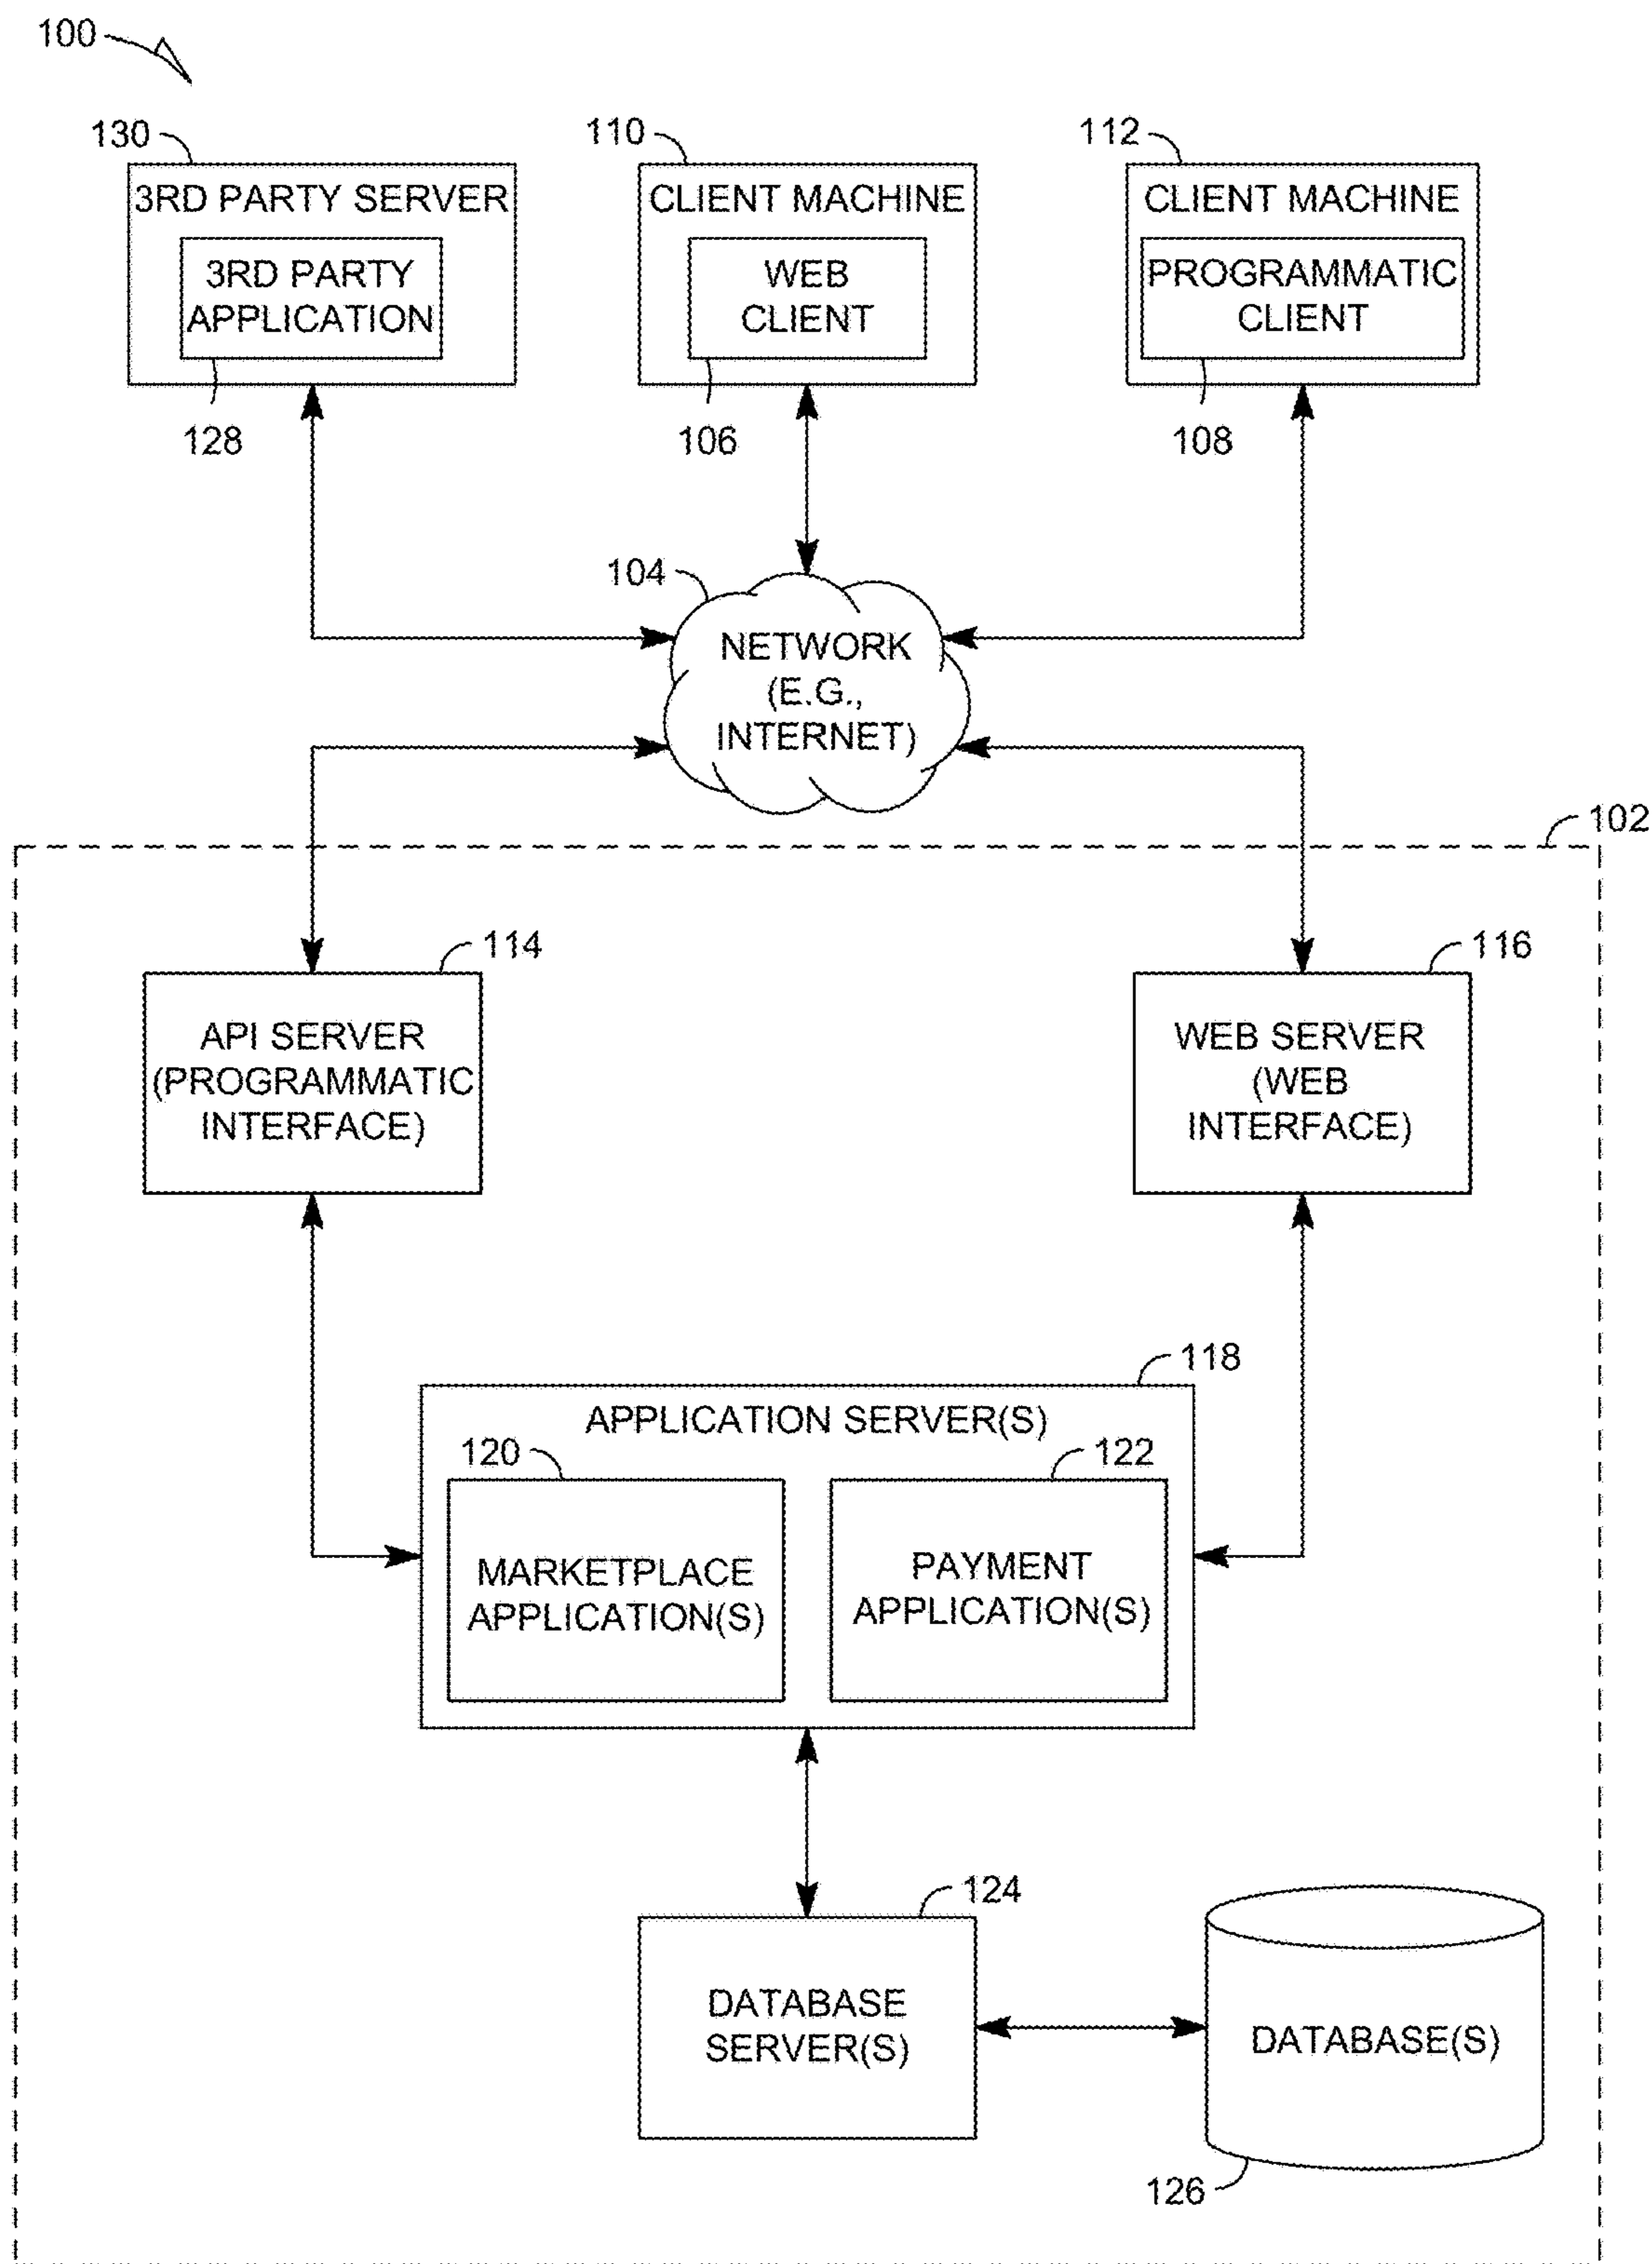 100
130
110
112
3RD PARTY SERVER
CLIENT MACHINE
CLIENT MACHINE
3RD PARTY
APPLICATION
WEB
CLIENT
PROGRAMMATIC
CLIENT
128
106
108
104
NETWORK
(E.G.,
INTERNET)
102
114
116
API SERVER
(PROGRAMMATIC
INTERFACE)
WEB SERVER
(WEB
INTERFACE)
118
APPLICATION SERVER(S)
120
122
MARKETPLACE
APPLICATION(S)
PAYMENT
APPLICATION(S)
124
DATABASE
SERVER(S)
DATABASE(S)
126